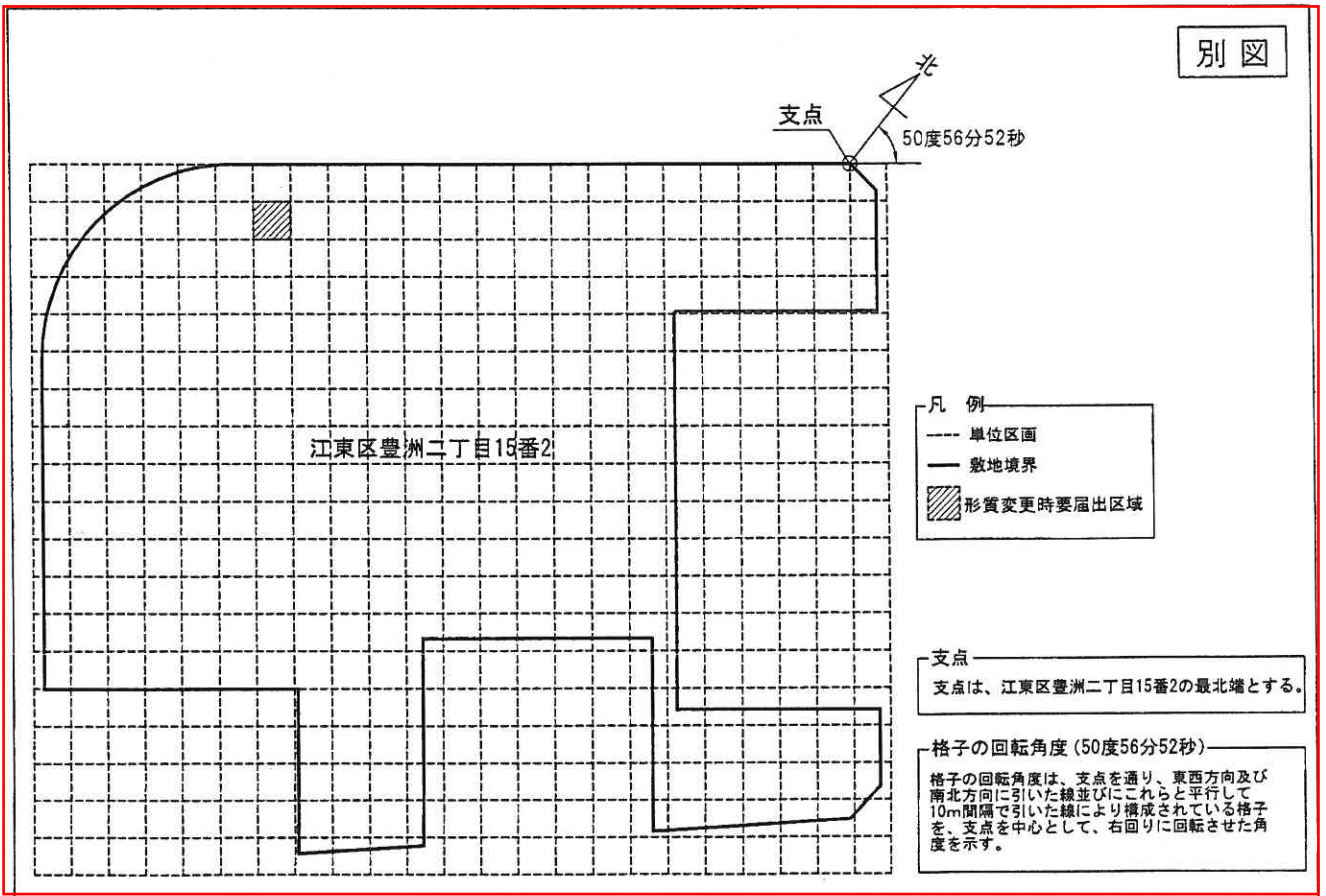 別図
北
支点
50度56分52秒
江東区豊洲二丁目15番2
凡 例
単位区画
敷地境界
形質変更時要届出区域
支点
支点は、江東区豊洲二丁目15番2の最北端とする。
格子の回転角度(50度56分52秒)
格子の回転角度は、支点を通り、東西方向及び
南北方向に引いた線並びにこれらと平行して
10m間隔で引いた線により構成されている格子
を、支点を中心として、右回りに回転させた角
度を示す。